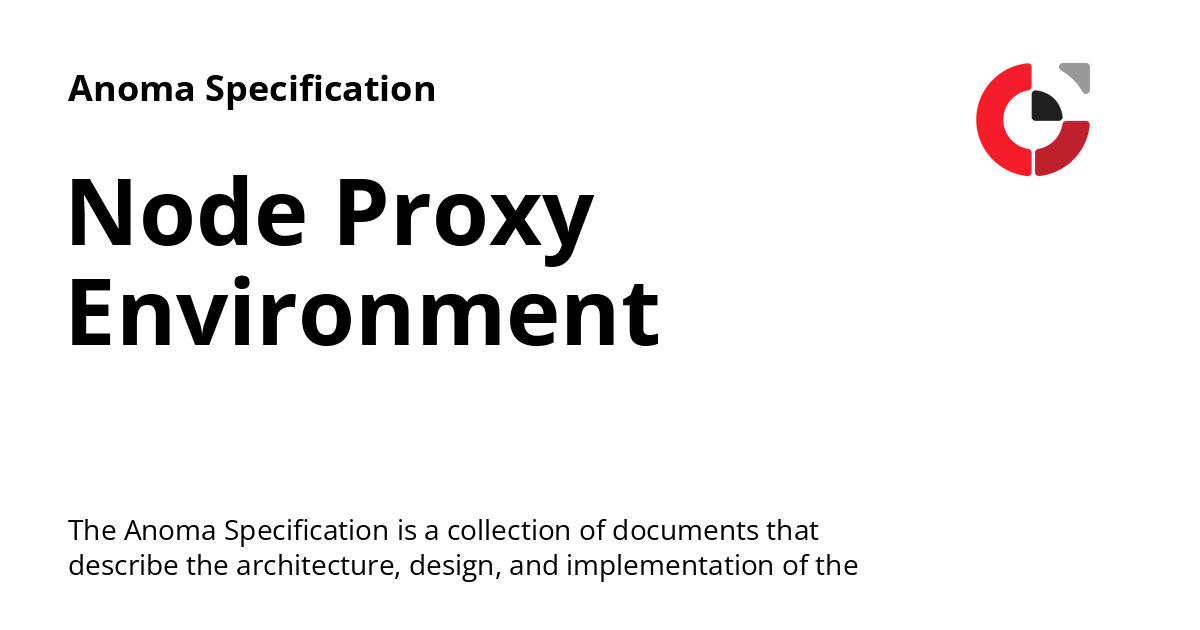 Anoma Specification
Node Proxy
Environment
The Anoma Specification is a collection of documents that
describe the architecture, design, and implementation of the